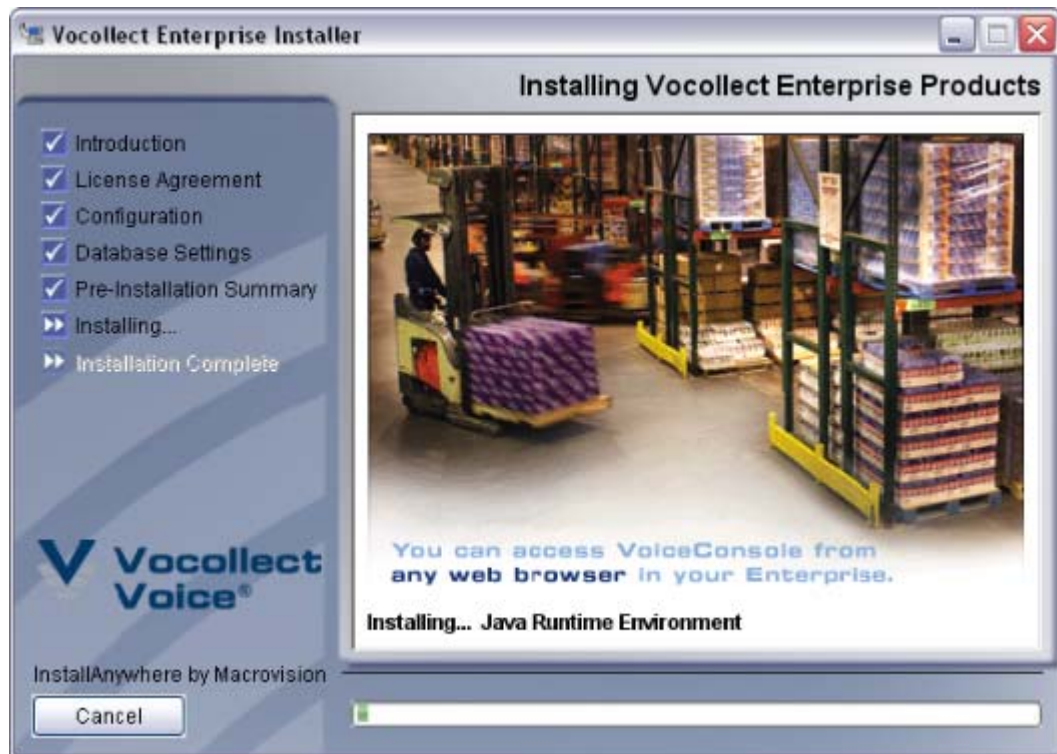 Vocollect Enterprise Installer
Installing Vocollect Enterprise Products
Introduction
License Agreement
Configuration
Database Settings
Pre-Installation Summary
Installing...
Installation Complete
Vocollect
Voice®
You can access VoiceConsole from
any web browser in your Enterprise.
Installing... Java Runtime Environment
InstallAnywhere by Macrovision
Cancel